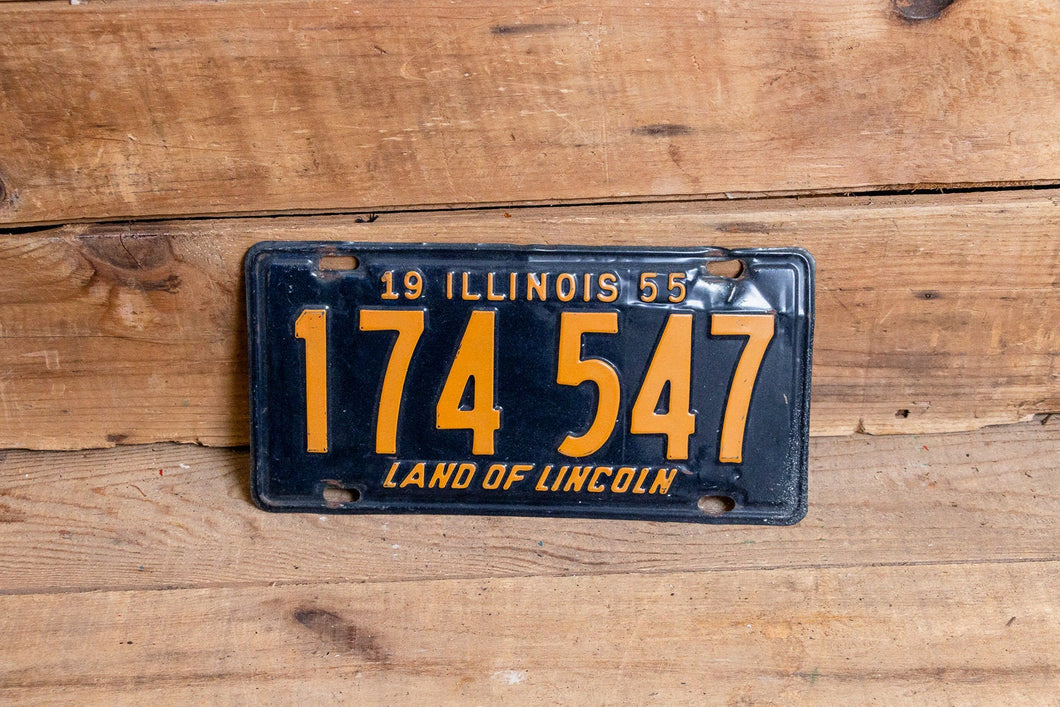 19 ILLINOIS 55
174 547
LAND OF LINCOLN